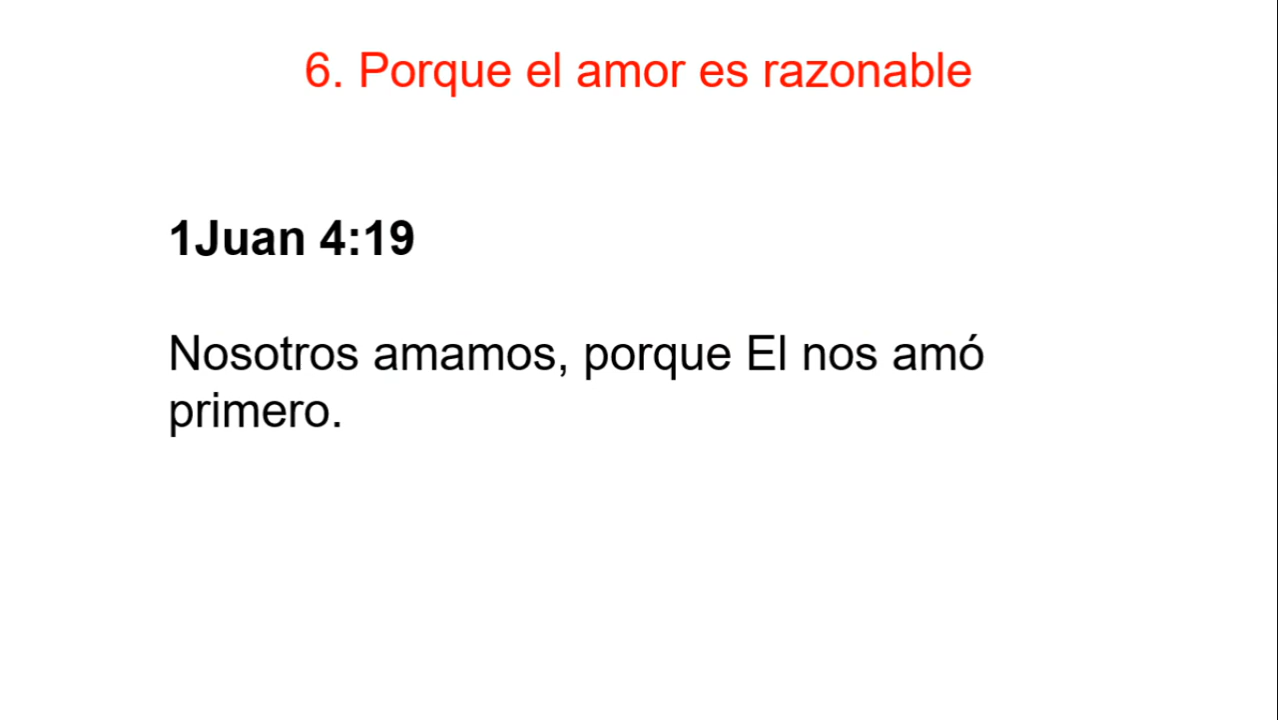 6. Porque el amor es razonable
1Juan 4:19
Nosotros amamos, porque El nos amó
primero.